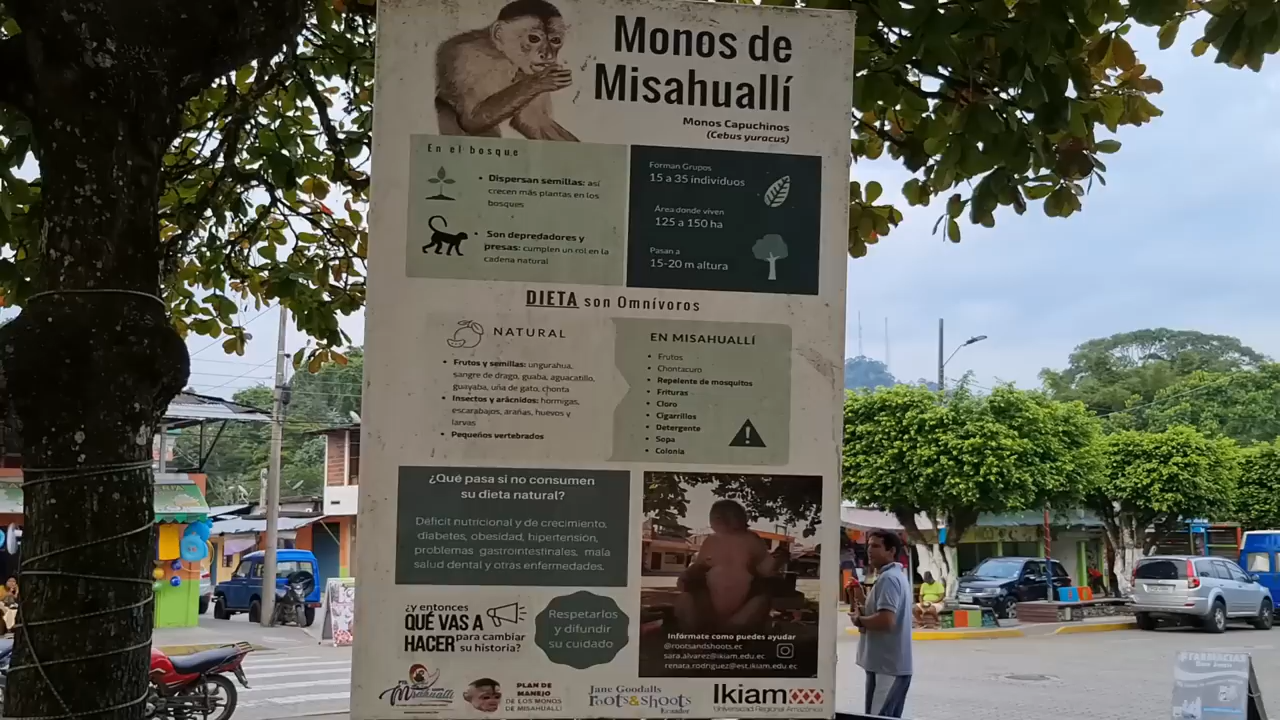 Monos de
Misahuallí
Monos Capuchinos
(Cebus yuracus)
En el bosque
• Dispersan semillas: así
crecen más plantas en los
bosques
• Son depredadores y
presas: cumplen un rol en la
cadena natural
Forman Grupos
15 a 35 individuos
Área donde viven
125 a 150 ha
Pasan a
15-20 m altura
DIETA son Omnívoros
NATURAL
• Frutos y semillas: ungurahua,
sangre de drago, guaba, aguacatillo,
guayaba, uña de gato, chonta
• Insectos y arácnidos: hormigas,
escarabajos, arañas, huevos y
larvas
• Pequeños vertebrados
EN MISAHUALLÍ
• Frutos
• Chontacuro
• Repelente de mosquitos
• Frituras
• Cloro
• Cigarrillos
• Detergente
• Sopa
• Colonia
¿Qué pasa si no consumen
su dieta natural?
Déficit nutricional y de crecimiento,
diabetes, obesidad, hipertensión,
problemas gastrointestinales, mala
salud dental y otras enfermedades.
¿Y entonces
QUÉ VAS A
HACER para cambiar
su historia?
Respetarlos
y difundir
su cuidado
Infórmate como puedes ayudar
@rootsandshoots.ec
sara.alvarez@ikiam.edu.ec
renata.rodriguez@est.ikiam.edu.ec
Misahuallí
PLAN DE
MANEJO
DE LOS MONOS
DE MISAHUALLÍ
Jane Goodalls
roots&shoots
Ecuador
Ikiam
Universidad Regional Amazónica
FARMACIAS
San Juan